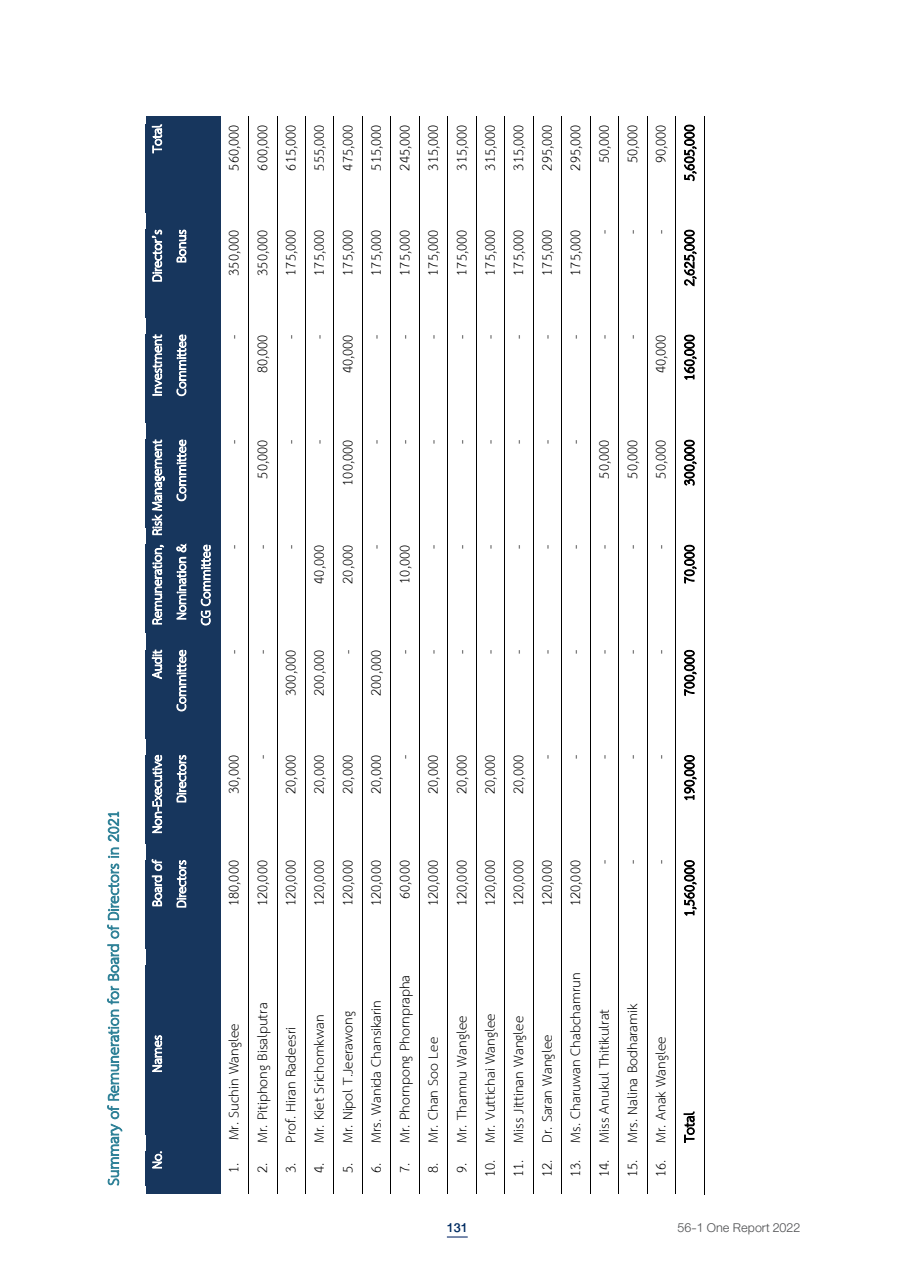 Summary of Remuneration for Board of Directors in 2021
No. Names Board of Directors Non-Executive Directors Audit Committee Remuneration, Nomination & CG Committee Risk Management Committee Investment Committee Director's Bonus Total
1. Mr. Suchin Wanglee 180,000 30,000 - - - - 350,000 560,000
2. Mr. Pitiphong Bisalputra 120,000 - - - 50,000 80,000 350,000 600,000
3. Prof. Hiran Radeesri 120,000 20,000 300,000 - - - 175,000 615,000
4. Mr. Kiet Srichomkwan 120,000 20,000 200,000 40,000 - - 175,000 555,000
5. Mr. Nipol T.Jeerawong 120,000 20,000 - 20,000 100,000 40,000 175,000 475,000
6. Mrs. Wanida Chansikarin 120,000 20,000 200,000 - - - 175,000 515,000
7. Mr. Phompong Phornprapha 60,000 - - 10,000 - - 175,000 245,000
8. Mr. Chan Soo Lee 120,000 20,000 - - - - 175,000 315,000
9. Mr. Thamnu Wanglee 120,000 20,000 - - - - 175,000 315,000
10. Mr. Vuttichai Wanglee 120,000 20,000 - - - - 175,000 315,000
11. Miss Jittinan Wanglee 120,000 20,000 - - - - 175,000 315,000
12. Dr. Saran Wanglee 120,000 - - - - - 175,000 295,000
13. Ms. Charuwan Chabchamrun 120,000 - - - - - 175,000 295,000
14. Miss Anukul Thitikulrat - - - - 50,000 - - 50,000
15. Mrs. Nalina Bodharamik - - - - 50,000 - - 50,000
16. Mr. Anak Wanglee - - - - 50,000 40,000 - 90,000
Total 1,560,000 190,000 700,000 70,000 300,000 160,000 2,625,000 5,605,000
131
56-1 One Report 2022